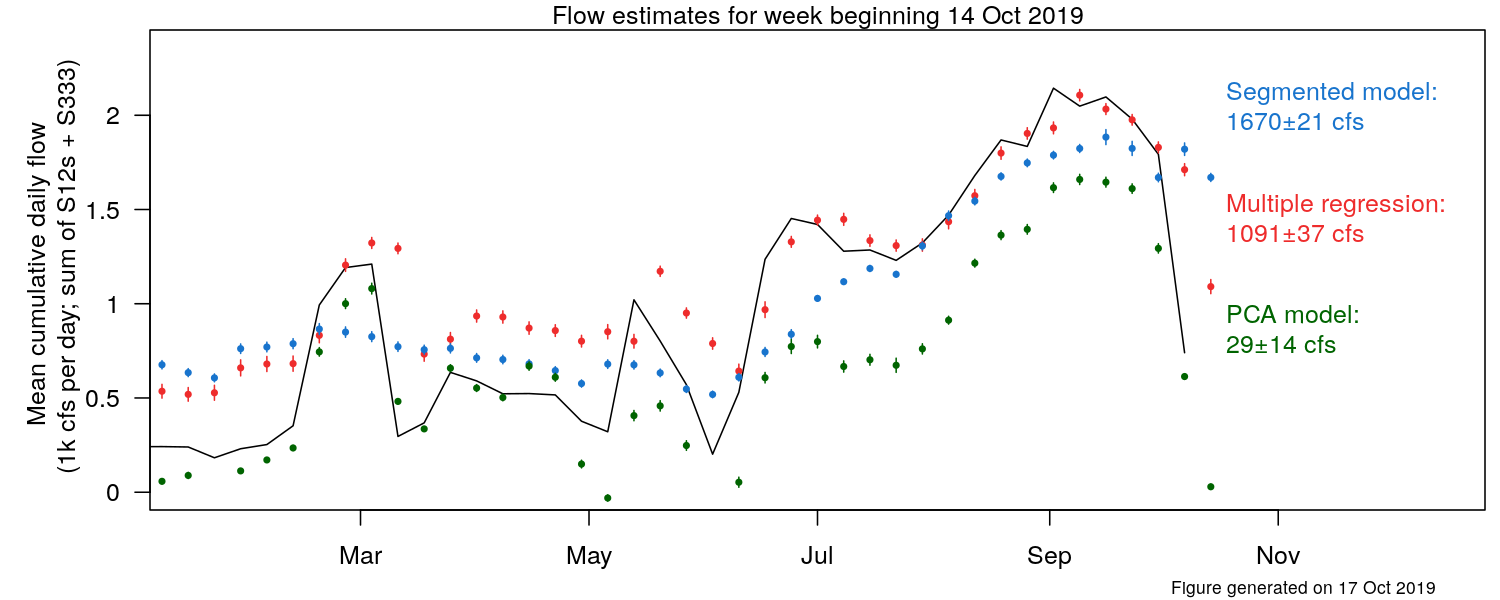 Flow estimates for week beginning 14 Oct 2019
Mean cumulative daily flow
(1k cfs per day; sum of S12s + S333)
2
1.5
1
0.5
0
Segmented model:
1670±21 cfs
Multiple regression:
1091±37 cfs
PCA model:
29±14 cfs
Mar May Jul Sep Nov
FIgure generated on 17 Oct 2019